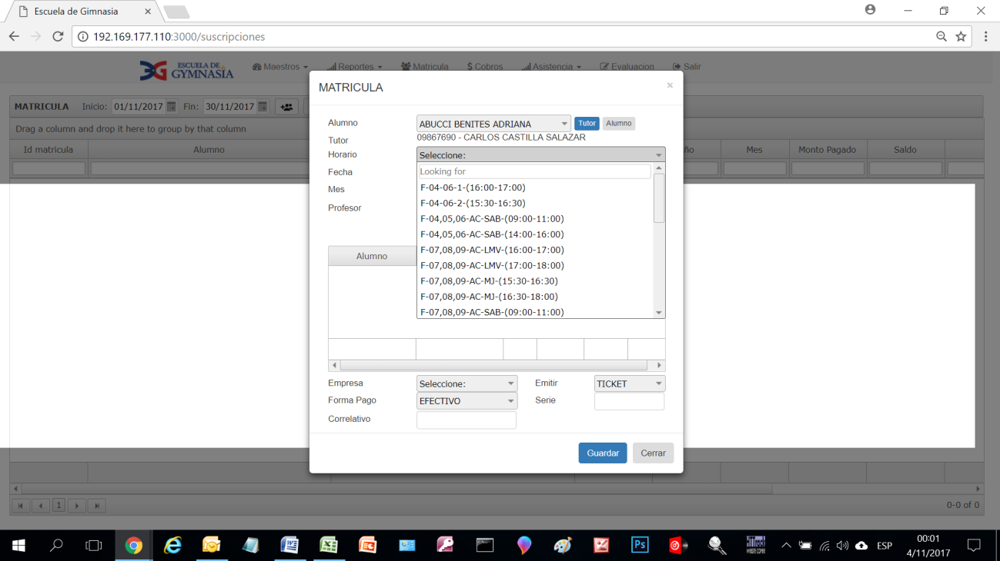 Escuela de Gimnasia
192.169.177.110:3000/suscripciones
ESCUELA DE GYMNASIA
Maestros Reportes Matricula $ Cobros Asistencia Evaluacion Salir
MATRICULA Inicio: 01/11/2017 Fin: 30/11/2017
Drag a column and drop it here to group by that column
Id matricula Alumno Mes Monto Pagado Saldo
MATRICULA ×
Alumno ABUCCI BENITES ADRIANA Tutor Alumno
Tutor 09867690 - CARLOS CASTILLA SALAZAR
Horario Seleccione:
Fecha Looking for
Mes F-04-06-1-(16:00-17:00)
F-04-06-2-(15:30-16:30)
Profesor
F-04,05,06-AC-SAB-(09:00-11:00)
F-04,05,06-AC-SAB-(14:00-16:00)
F-07,08,09-AC-LMV-(16:00-17:00)
Alumno F-07,08,09-AC-LMV-(17:00-18:00)
F-07,08,09-AC-MJ-(15:30-16:30)
F-07,08,09-AC-MJ-(16:30-18:00)
F-07,08,09-AC-SAB-(09:00-11:00)
Empresa Seleccione: Emitir TICKET
Forma Pago EFECTIVO Serie
Correlativo
Guardar Cerrar
1 0-0 of 0
Ps ESP 00:01
4/11/2017